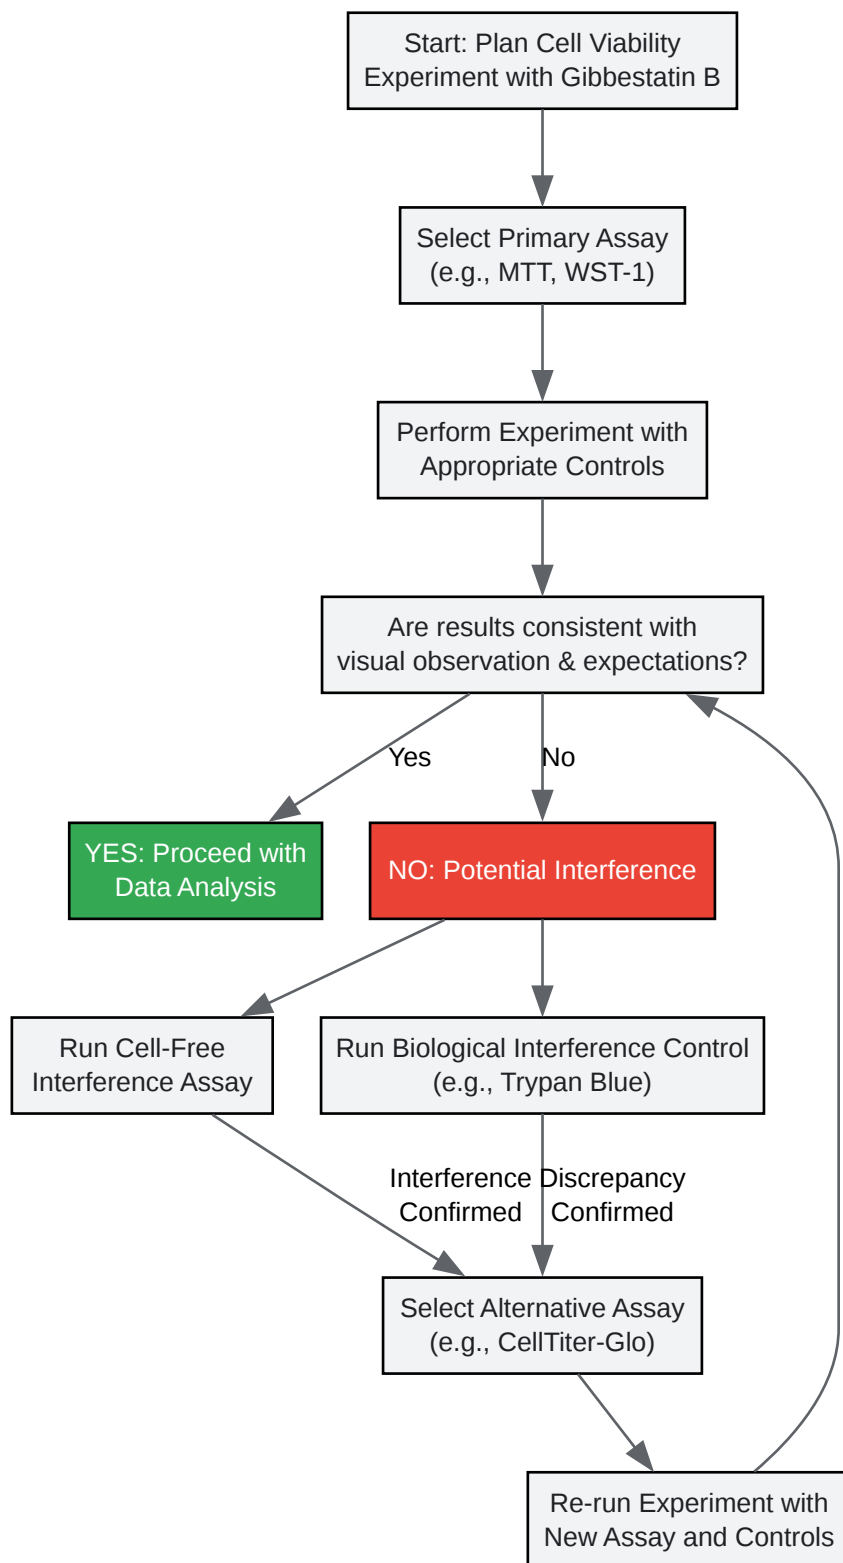 Start: Plan Cell Viability
Experiment with Gibbestatin B
Select Primary Assay
(e.g., MTT, WST-1)
Perform Experiment with
Appropriate Controls
Are results consistent with
visual observation & expectations?
Yes
No
YES: Proceed with
Data Analysis
NO: Potential Interference
Run Cell-Free
Interference Assay
Run Biological Interference Control
(e.g., Trypan Blue)
Interference
Confirmed
Discrepancy
Confirmed
Select Alternative Assay
(e.g., CellTiter-Glo)
Re-run Experiment with
New Assay and Controls